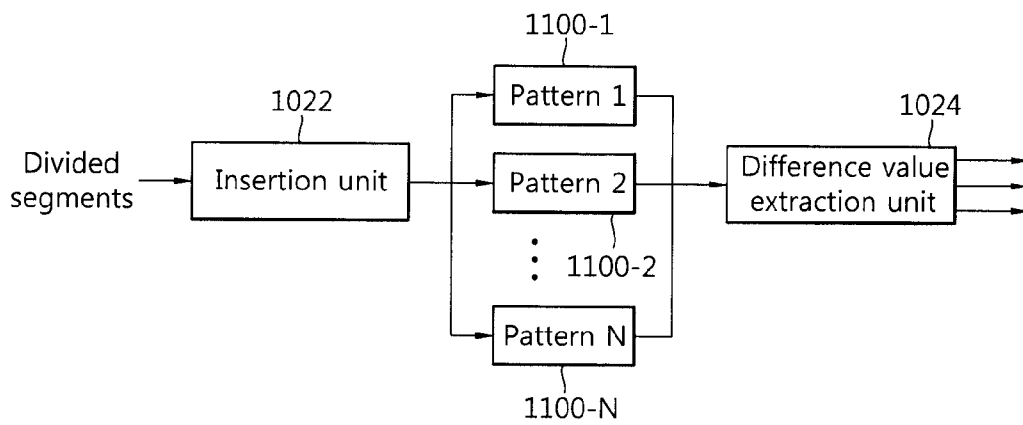 1100-1
Pattern 1
1022
1024
Divided
segments
Insertion unit
Pattern 2
Difference value
extraction unit
1100-2
Pattern N
1100-N